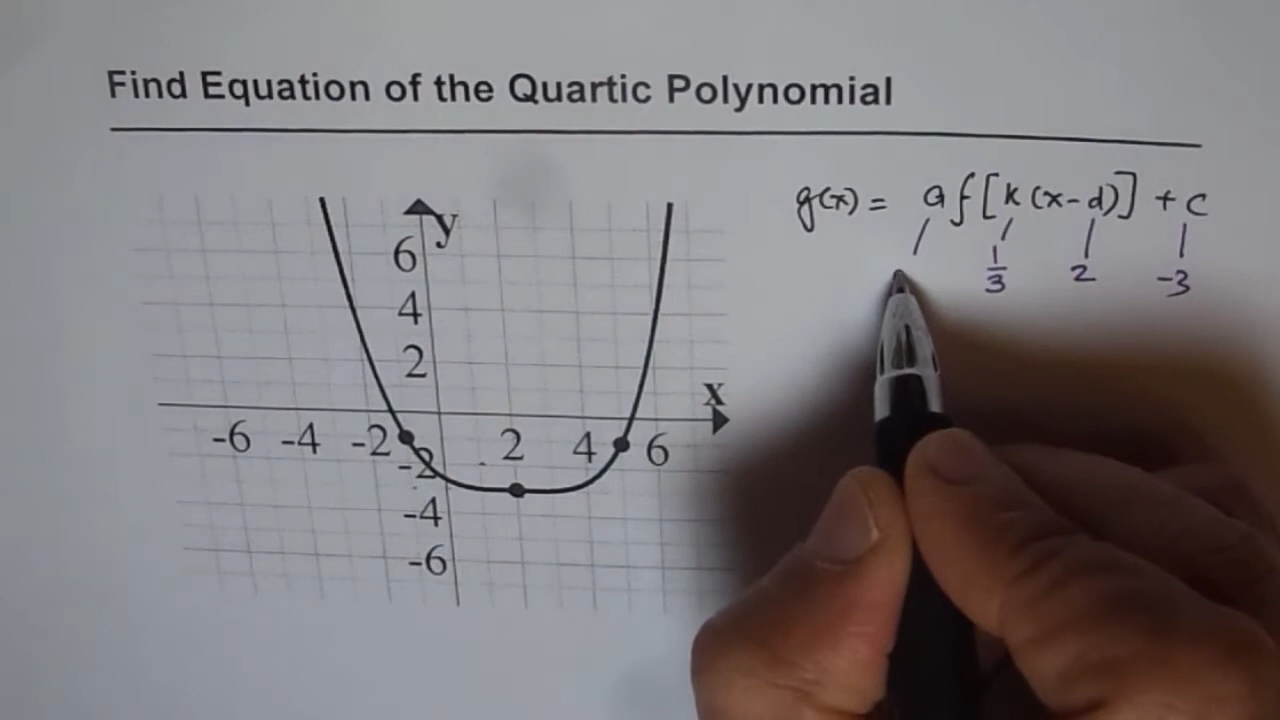 Find Equation of the Quartic Polynomial
g(x) = a f[k(x-d)] + c
1/3 2 -3
y
6
4
2
x
-6 -4 -2 2 4 6
-2
-4
-6